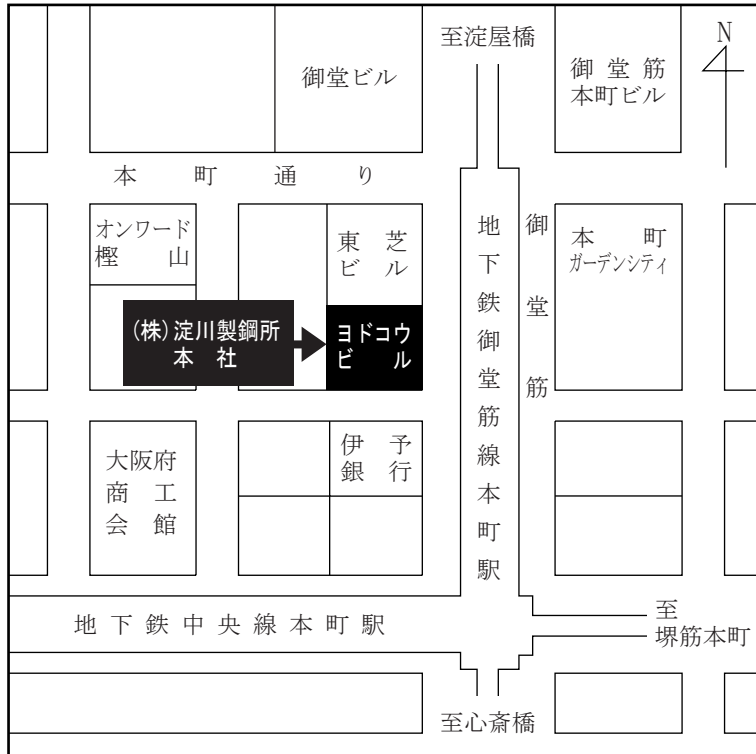 至淀屋橋
N
御堂ビル
御堂筋
本町ビル
本町通り
オンワード
樫山
東芝
ビル
地下鉄御堂筋線本町駅
御堂筋
本町
ガーデンシティ
(株)淀川製鋼所
本社
ヨドコウ
ビル
大阪府
商工
会館
伊予
銀行
地下鉄中央線本町駅
至
堺筋本町
至心斎橋